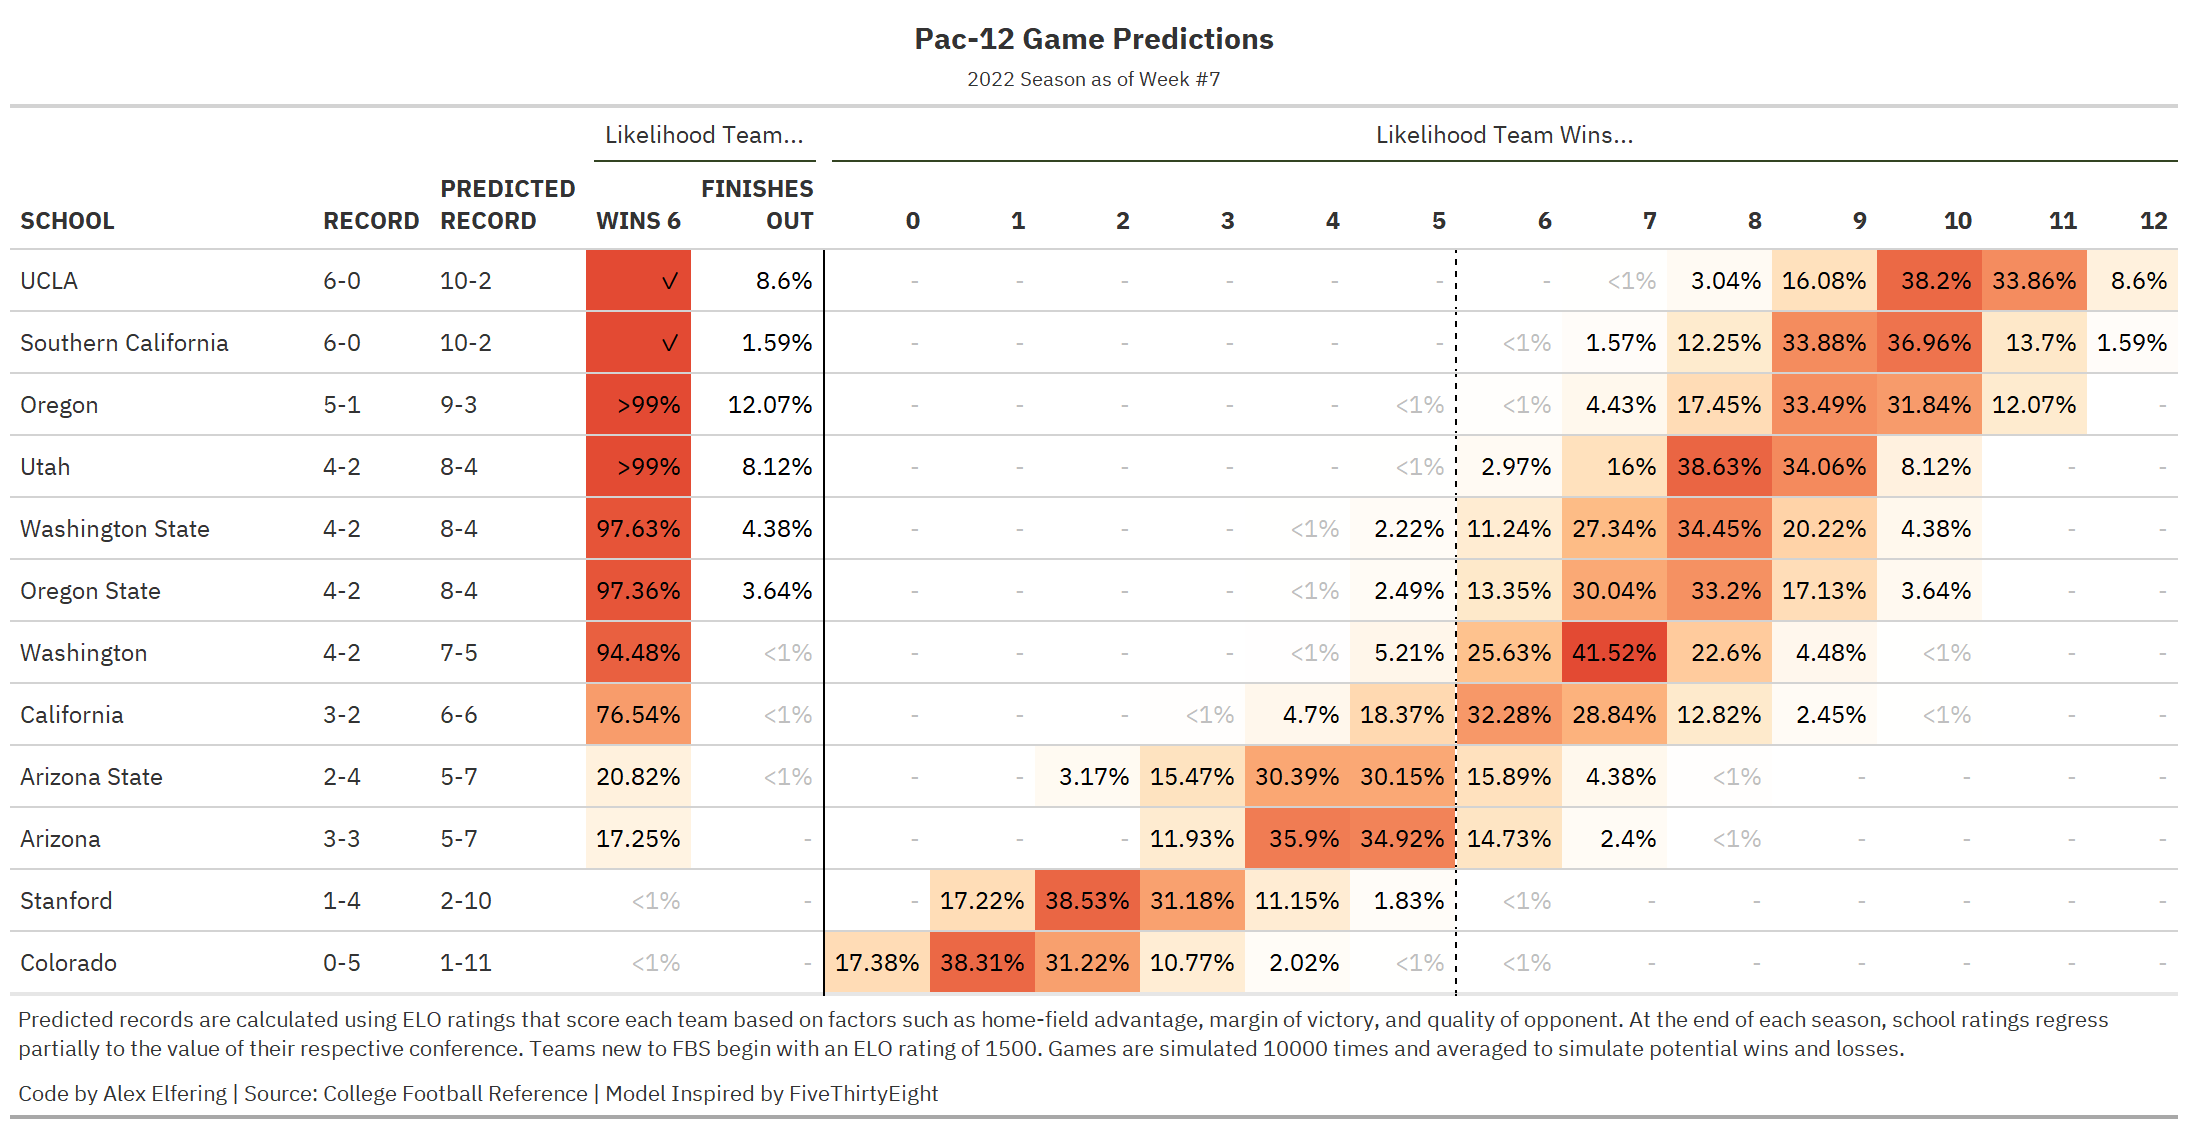 Pac-12 Game Predictions
2022 Season as of Week #7
Likelihood Team... Likelihood Team Wins...
SCHOOL RECORD PREDICTED RECORD WINS 6 FINISHES OUT 0 1 2 3 4 5 6 7 8 9 10 11 12
UCLA 6-0 10-2 ✓ 8.6% - - - - - - - <1% 3.04% 16.08% 38.2% 33.86% 8.6%
Southern California 6-0 10-2 ✓ 1.59% - - - - - - <1% 1.57% 12.25% 33.88% 36.96% 13.7% 1.59%
Oregon 5-1 9-3 >99% 12.07% - - - - - <1% <1% 4.43% 17.45% 33.49% 31.84% 12.07% -
Utah 4-2 8-4 >99% 8.12% - - - - - <1% 2.97% 16% 38.63% 34.06% 8.12% - -
Washington State 4-2 8-4 97.63% 4.38% - - - - <1% 2.22% 11.24% 27.34% 34.45% 20.22% 4.38% - -
Oregon State 4-2 8-4 97.36% 3.64% - - - - <1% 2.49% 13.35% 30.04% 33.2% 17.13% 3.64% - -
Washington 4-2 7-5 94.48% <1% - - - - <1% 5.21% 25.63% 41.52% 22.6% 4.48% <1% - -
California 3-2 6-6 76.54% <1% - - - <1% 4.7% 18.37% 32.28% 28.84% 12.82% 2.45% <1% - -
Arizona State 2-4 5-7 20.82% <1% - - 3.17% 15.47% 30.39% 30.15% 15.89% 4.38% <1% - - - -
Arizona 3-3 5-7 17.25% - - - - 11.93% 35.9% 34.92% 14.73% 2.4% <1% - - - -
Stanford 1-4 2-10 <1% - - 17.22% 38.53% 31.18% 11.15% 1.83% <1% - - - - - -
Colorado 0-5 1-11 <1% - 17.38% 38.31% 31.22% 10.77% 2.02% <1% <1% - - - - - -
Predicted records are calculated using ELO ratings that score each team based on factors such as home-field advantage, margin of victory, and quality of opponent. At the end of each season, school ratings regress
partially to the value of their respective conference. Teams new to FBS begin with an ELO rating of 1500. Games are simulated 10000 times and averaged to simulate potential wins and losses.
Code by Alex Elfering | Source: College Football Reference | Model Inspired by FiveThirtyEight